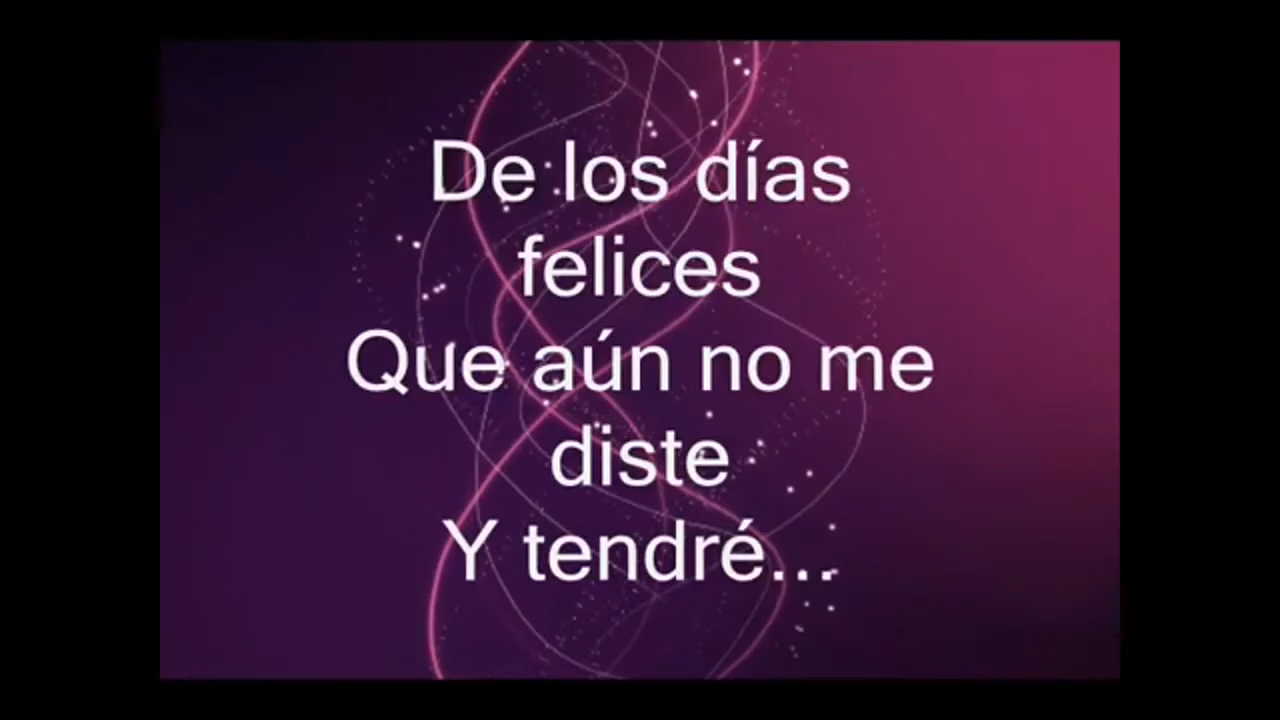 De los días
felices
Que aún no me
diste
Y tendré...